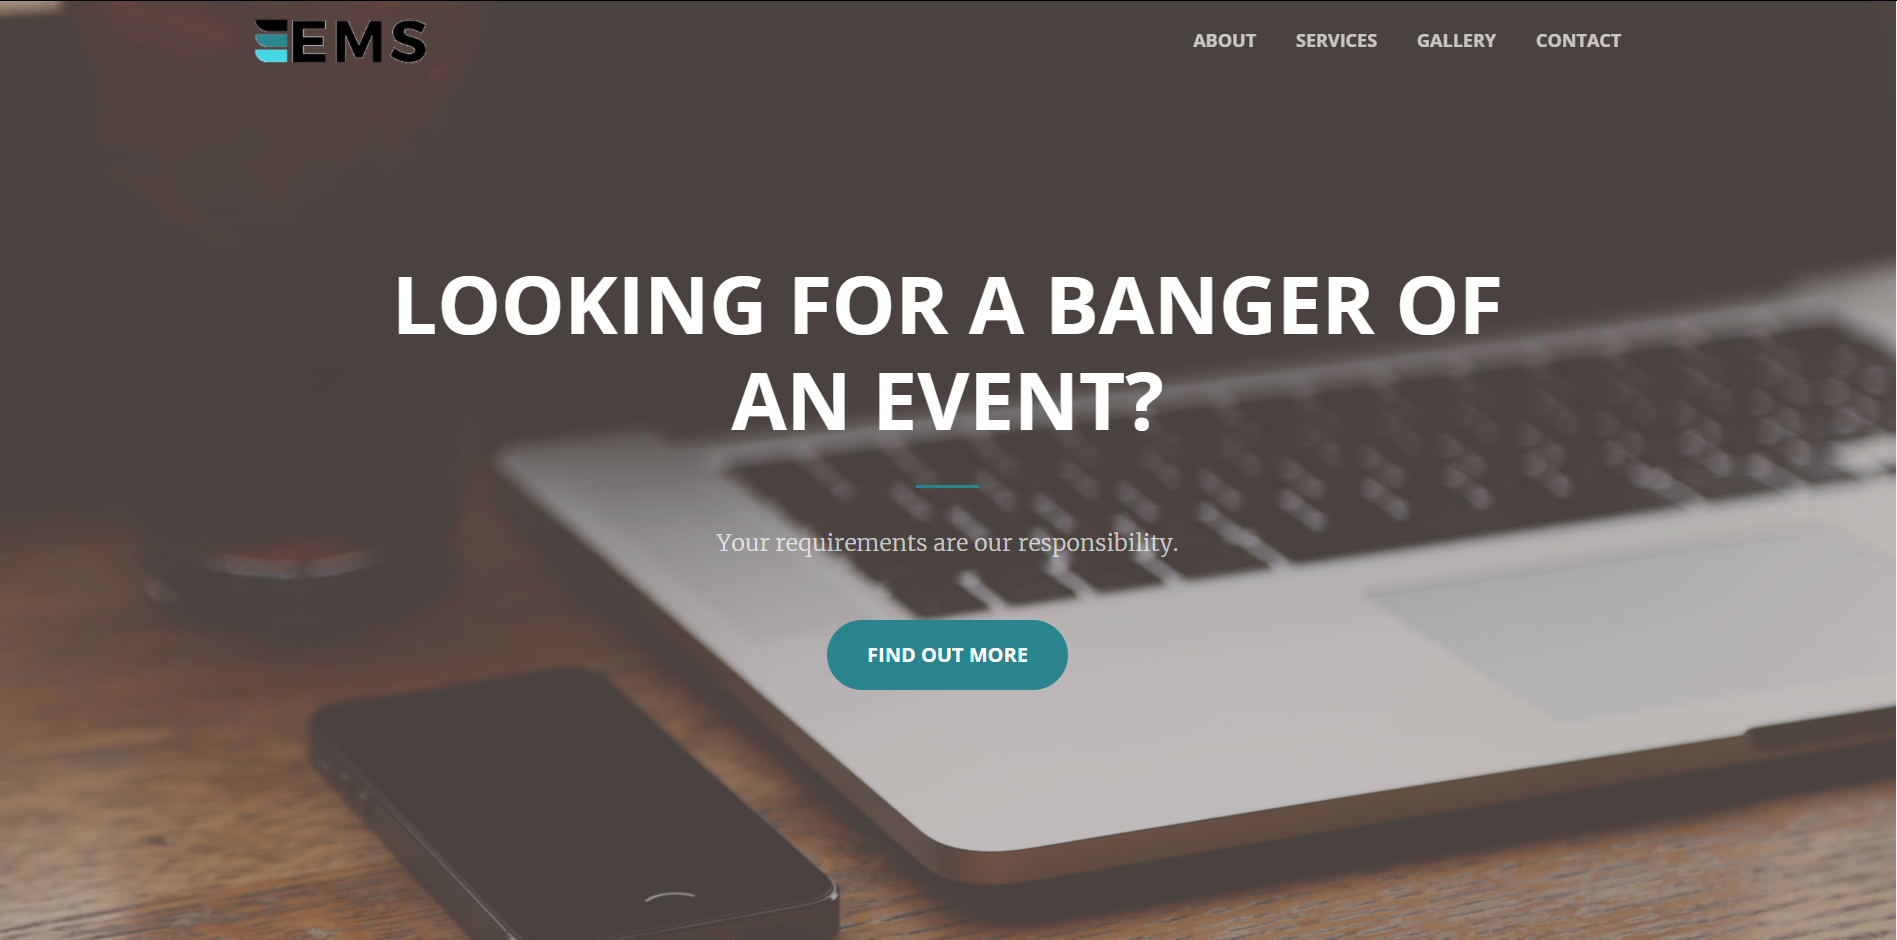 EMS
ABOUT SERVICES GALLERY CONTACT
LOOKING FOR A BANGER OF
AN EVENT?
Your requirements are our responsibility.
FIND OUT MORE